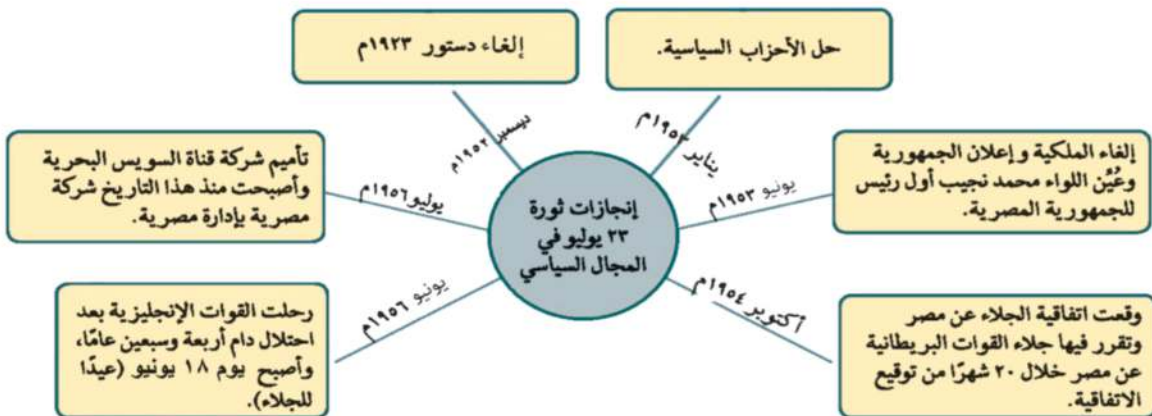 إلغاء دستور ١٩٢٣م
حل الأحزاب السياسية.
ديسمبر ١٩٥٢م
يناير ١٩٥٣م
إلغاء الملكية وإعلان الجمهورية
وعُيِّن اللواء محمد نجيب أول رئيس
للجمهورية المصرية.
يونيو ١٩٥٣م
تأميم شركة قناة السويس البحرية
وأصبحت منذ هذا التاريخ شركة
مصرية بإدارة مصرية.
يوليو ١٩٥٦م
إنجازات ثورة
٢٣ يوليو في
المجال السياسي
أكتوبر ١٩٥٤م
وقعت اتفاقية الجلاء عن مصر
وتقرر فيها جلاء القوات البريطانية
عن مصر خلال ٢٠ شهرًا من توقيع
الاتفاقية.
يونيو ١٩٥٦م
رحلت القوات الإنجليزية بعد
احتلال دام أربعة وسبعين عامًا،
وأصبح يوم ١٨ يونيو (عيدًا
للجلاء).